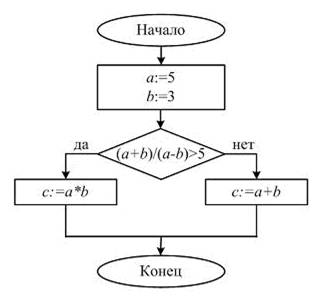 Начало
a:=5
b:=3
да
(a+b)/(a-b)>5
нет
c:=a*b
c:=a+b
Конец